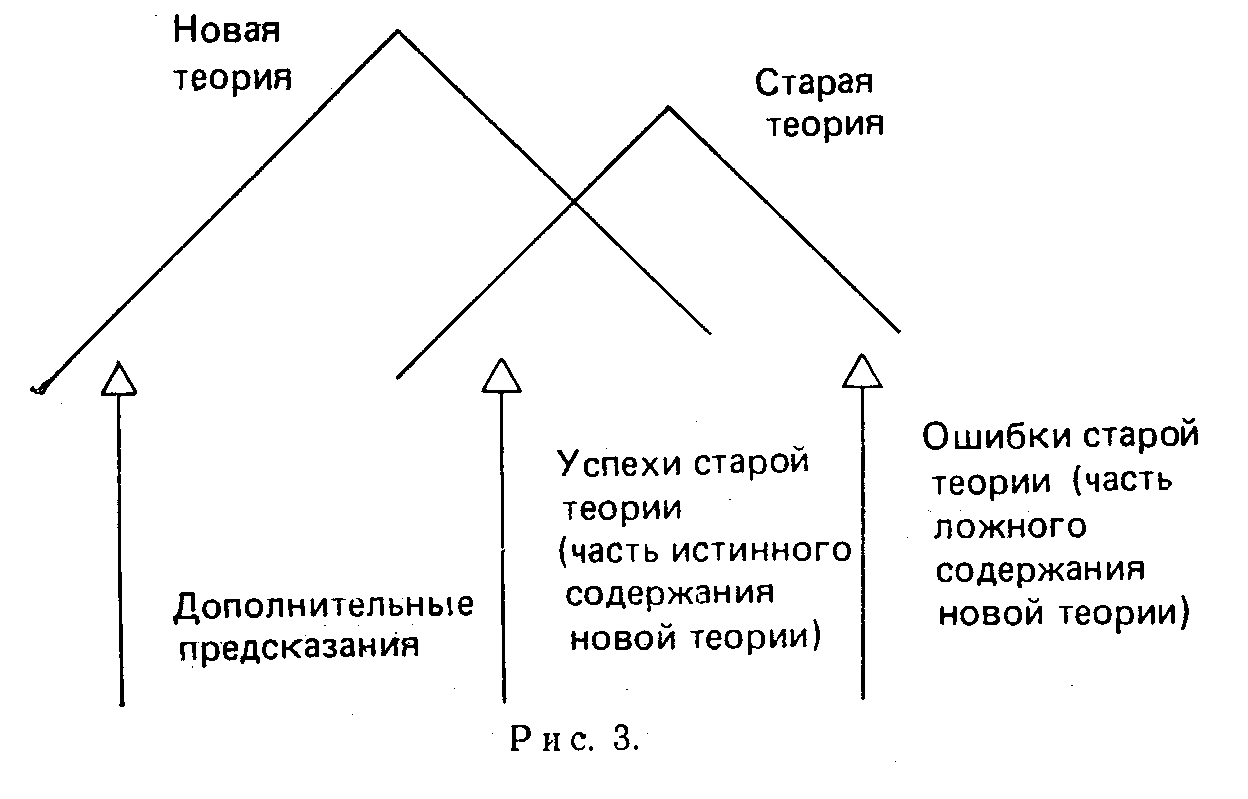 Новая
теория
Старая
теория
Дополнительные
предсказания
Успехи старой
теории
(часть истинного
содержания
новой теории)
Ошибки старой
теории (часть
ложного
содержания
новой теории)
Рис. 3.